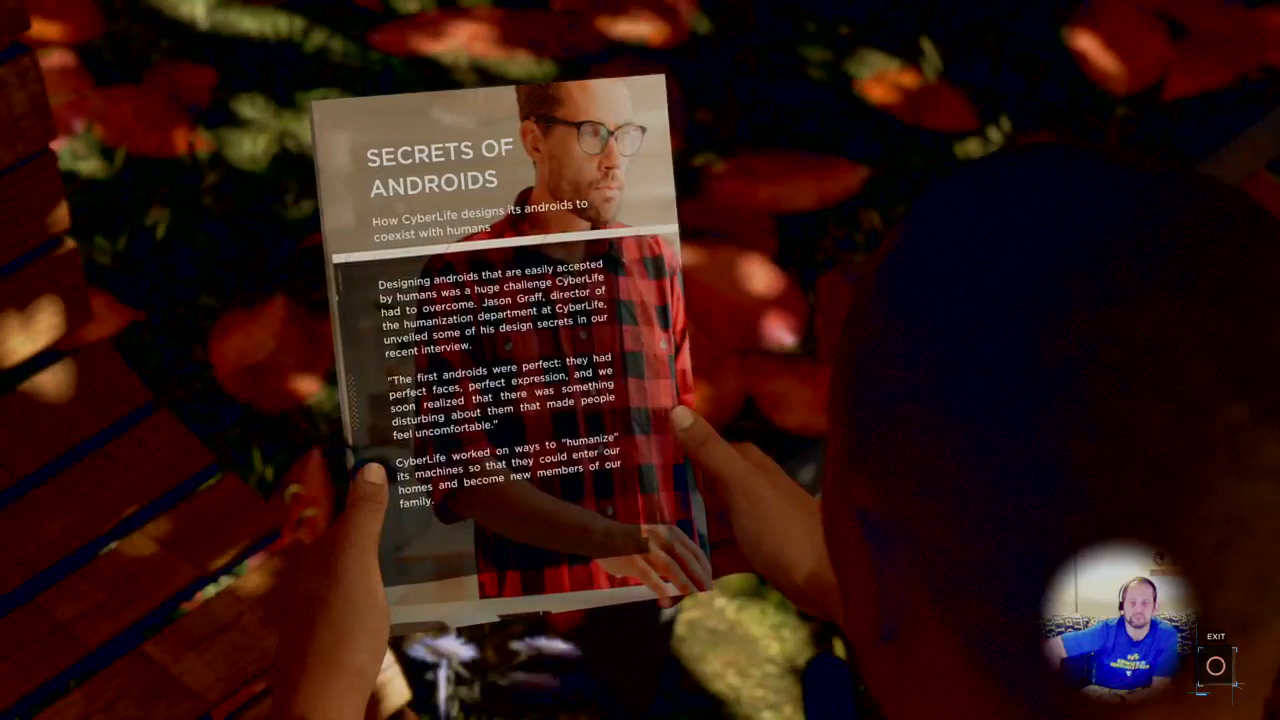 SECRETS OF
ANDROIDS
How CyberLife designs its androids to
coexist with humans
Designing androids that are easily accepted
by humans was a huge challenge CyberLife
had to overcome. Jason Graff, director of
the humanization department at CyberLife,
unveiled some of his design secrets in our
recent interview.
"The first androids were perfect: they had
perfect faces, perfect expression, and we
soon realized that there was something
disturbing about them that made people
feel uncomfortable."
CyberLife worked on ways to "humanize"
its machines so that they could enter our
homes and become new members of our
family.
EXIT